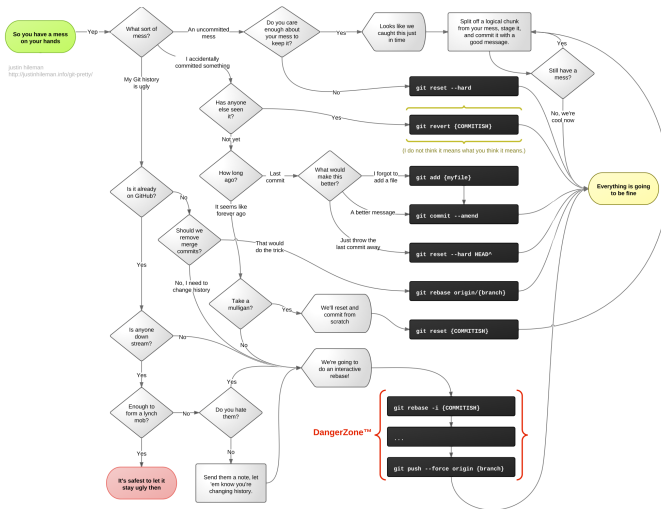 So you have a mess
on your hands
Yep
What sort of
mess?
An uncommitted
mess
Do you care
enough about
your mess to
keep it?
Yes
Looks like we
caught this just
in time
Split off a logical chunk
from your mess, stage it,
and commit it with a
good message.
Yes
Still have a
mess?
No, we're
cool now
justin hileman
http://justinhileman.info/git-pretty/
I accidentally
committed something
My Git history
is ugly
No
git reset --hard
Has anyone
else seen
it?
Yes
git revert {COMMITISH}
(I do not think it means what you think it means.)
Not yet
How long
ago?
Last
commit
What would
make this
better?
I forgot to
add a file
git add {myfile}
Everything is going
to be fine
Is it already
on GitHub?
No
It seems like
forever ago
A better message
git commit --amend
Should we
remove
merge
commits?
That would
do the trick
Just throw the
last commit away
git reset --hard HEAD^
Yes
No, I need to
change history
git rebase origin/{branch}
Take a
mulligan?
Yes
We'll reset and
commit from
scratch
git reset {COMMITISH}
Is anyone
down
stream?
No
No
We're going to
do an interactive
rebase!
Yes
Yes
Enough to
form a lynch
mob?
No
Do you hate
them?
git rebase -i {COMMITISH}
DangerZone™
...
Yes
No
git push --force origin {branch}
It's safest to let it
stay ugly then
Send them a note, let
'em know you're
changing history.